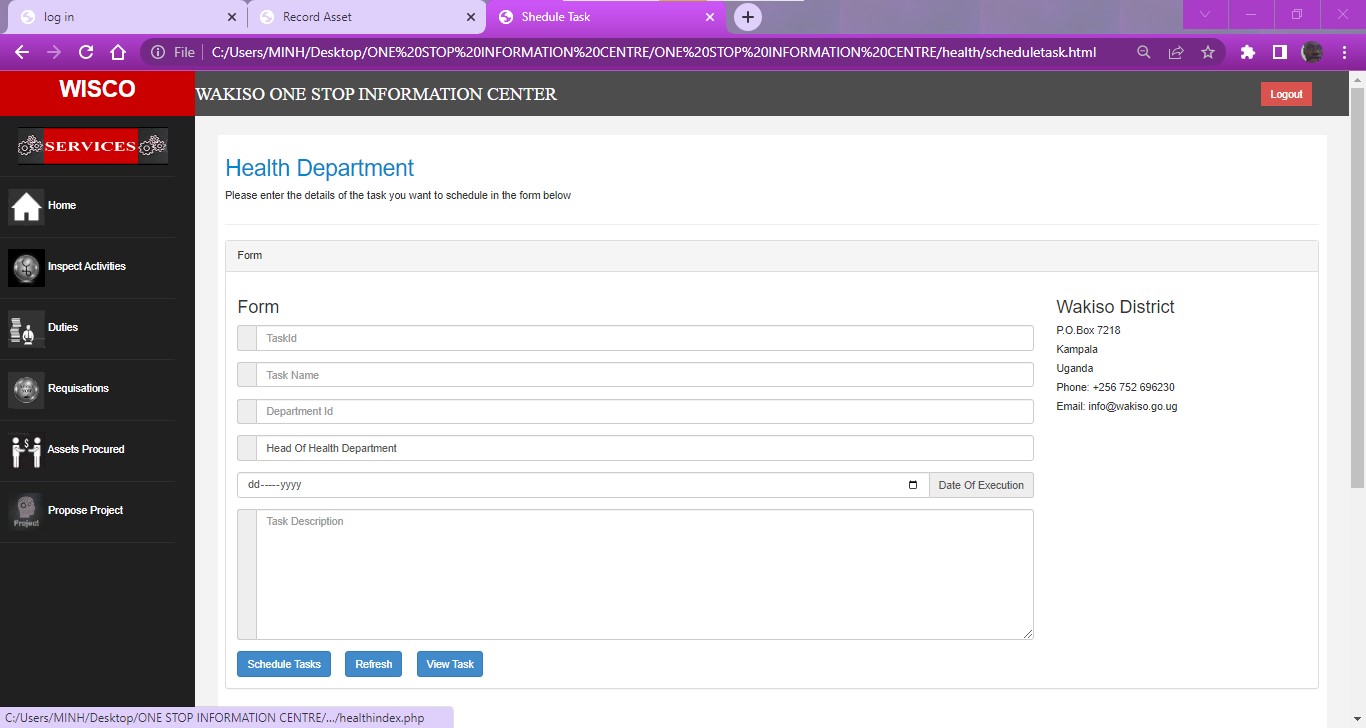 log in
Record Asset
Shedule Task
File
C:/Users/MINH/Desktop/ONE%20STOP%20INFORMATION%20CENTRE/ONE%20STOP%20INFORMATION%20CENTRE/health/scheduletask.html
WISCO
WAKISO ONE STOP INFORMATION CENTER
Logout
SERVICES
Home
Inspect Activities
Duties
Requisations
Assets Procured
Project
Propose Project
Health Department
Please enter the details of the task you want to schedule in the form below
Form
Form
TaskId
Task Name
Department Id
Head Of Health Department
dd-----yyyy
Date Of Execution
Task Description
Schedule Tasks
Refresh
View Task
Wakiso District
P.O.Box 7218
Kampala
Uganda
Phone: +256 752 696230
Email: info@wakiso.go.ug
C:/Users/MINH/Desktop/ONE STOP INFORMATION CENTRE/.../healthindex.php